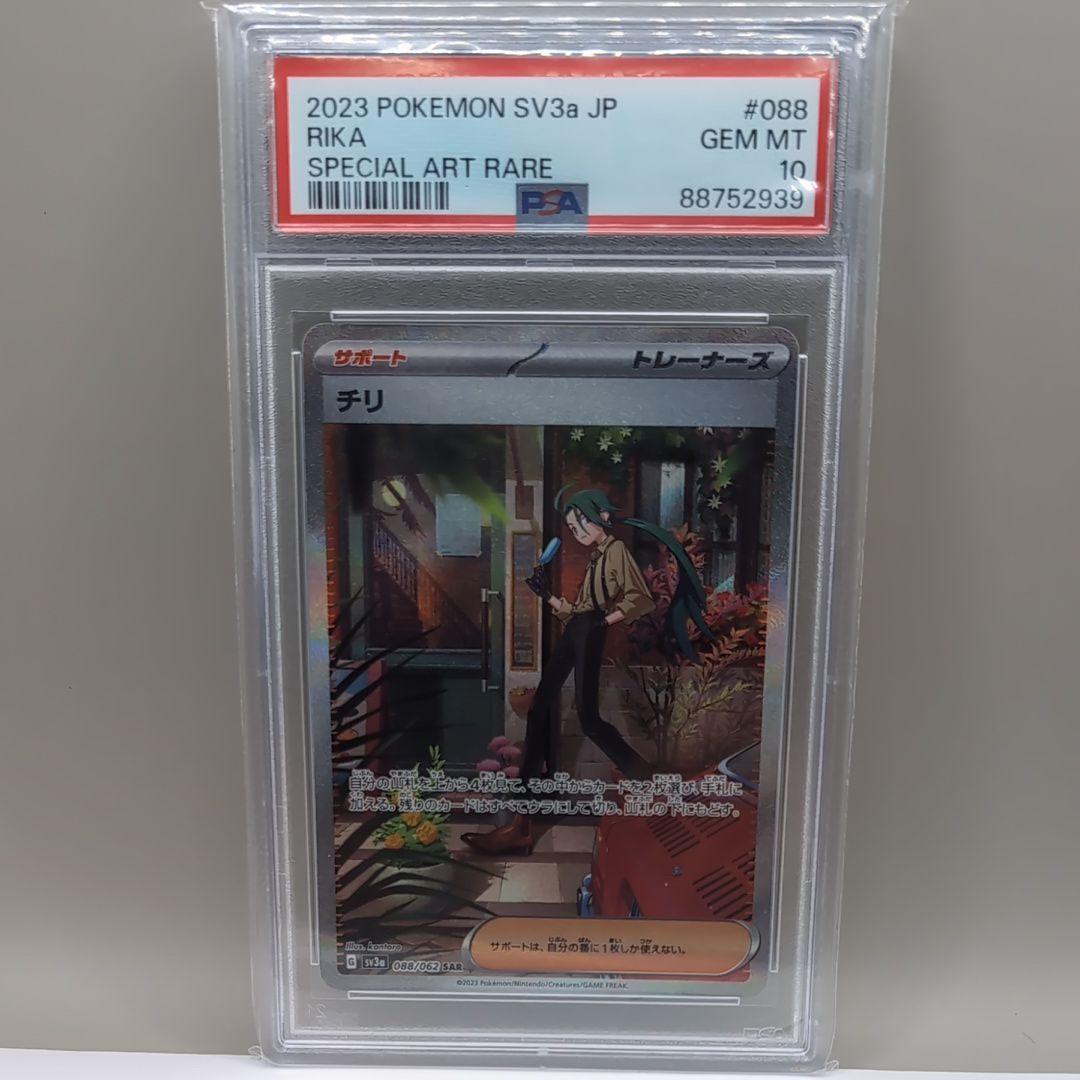 2023 POKEMON SV3a JP #088
RIKA GEM MT
SPECIAL ART RARE 10
PSA 88752939
サポート トレーナーズ
チリ
自分の山札を上から4枚見て、その中からカードを2枚選び、手札に
加える。残りのカードはすべてウラにして切り、山札の下にもどす。
サポートは、自分の番に1枚しか使えない。
Illus. kantaro
G SV3a 088/062 SAR
©2023 Pokémon/Nintendo/Creatures/GAME FREAK.